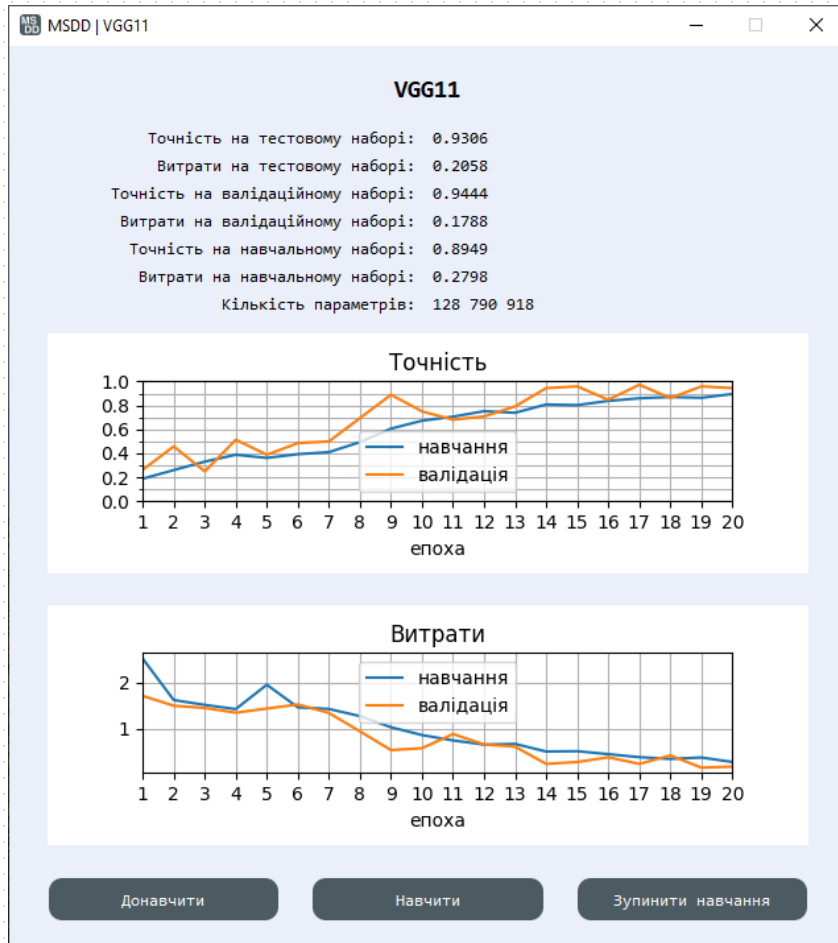 MS
DD
MSDD | VGG11
VGG11
Точність на тестовому наборі: 0.9306
Витрати на тестовому наборі: 0.2058
Точність на валідаційному наборі: 0.9444
Витрати на валідаційному наборі: 0.1788
Точність на навчальному наборі: 0.8949
Витрати на навчальному наборі: 0.2798
Кількість параметрів: 128 790 918
Точність
1.0
0.8
0.6
0.4
0.2
0.0
навчання
валідація
1 2 3 4 5 6 7 8 9 10 11 12 13 14 15 16 17 18 19 20
епоха
Витрати
2
1
навчання
валідація
1 2 3 4 5 6 7 8 9 10 11 12 13 14 15 16 17 18 19 20
епоха
Донавчити Навчити Зупинити навчання